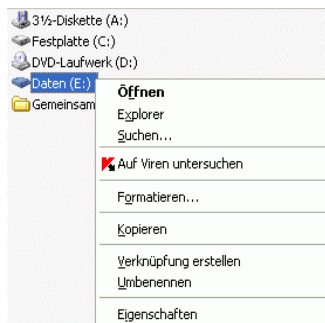 3½-Diskette (A:)
Festplatte (C:)
DVD-Laufwerk (D:)
Daten (E:)
Gemeinsam
Öffnen
Explorer
Suchen...
Auf Viren untersuchen
Formatieren...
Kopieren
Verknüpfung erstellen
Umbenennen
Eigenschaften